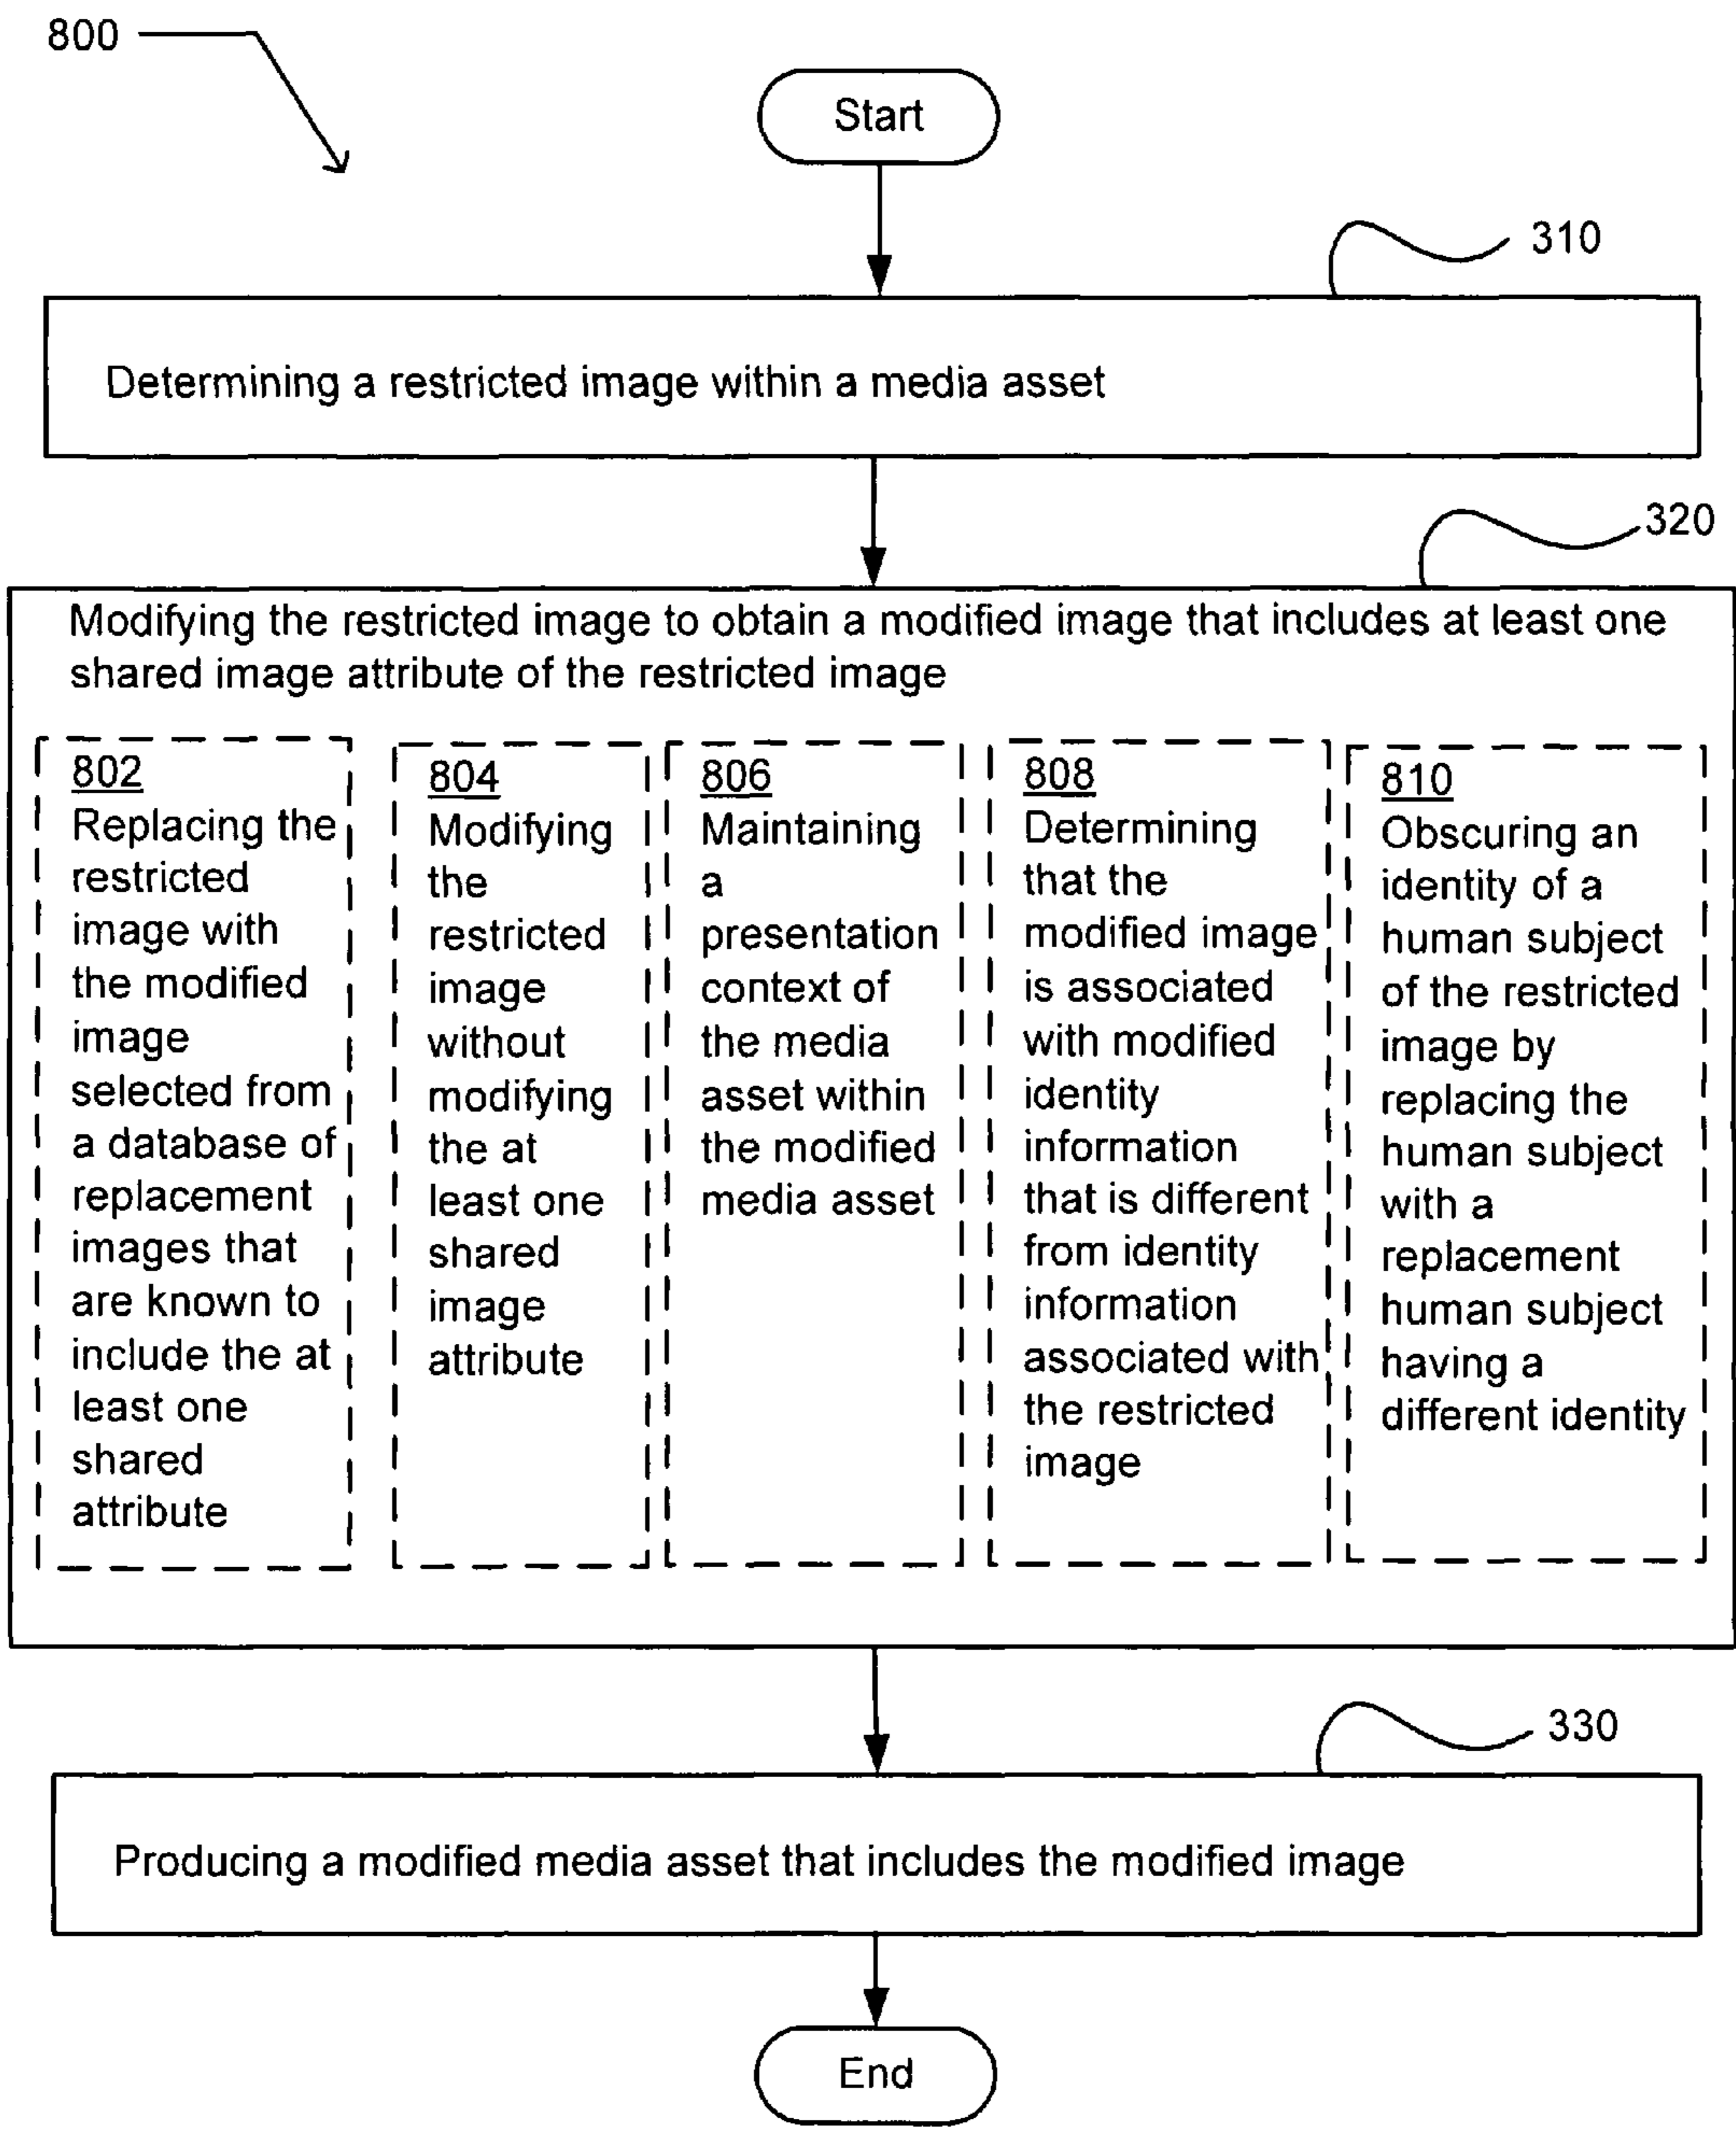 800
Start
310
Determining a restricted image within a media asset
320
Modifying the restricted image to obtain a modified image that includes at least one
shared image attribute of the restricted image
802
Replacing the
restricted
image with
the modified
image
selected from
a database of
replacement
images that
are known to
include the at
least one
shared
attribute
804
Modifying
the
restricted
image
without
modifying
the at
least one
shared
image
attribute
806
Maintaining
a
presentation
context of
the media
asset within
the modified
media asset
808
Determining
that the
modified image
is associated
with modified
identity
information
that is different
from identity
information
associated with
the restricted
image
810
Obscuring an
identity of a
human subject
of the restricted
image by
replacing the
human subject
with a
replacement
human subject
having a
different identity
330
Producing a modified media asset that includes the modified image
End